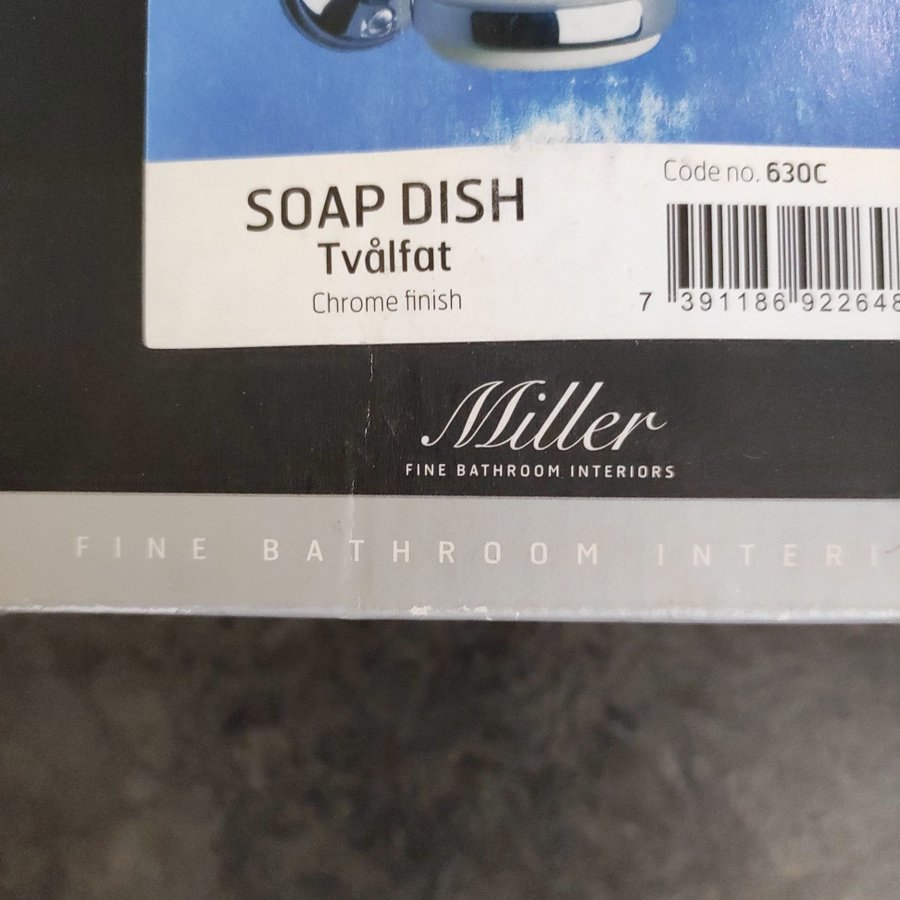 SOAP DISH
Tvålfat
Chrome finish
Code no. 630C
7 391186 922648
Miller
FINE BATHROOM INTERIORS
FINE BATHROOM INTERI